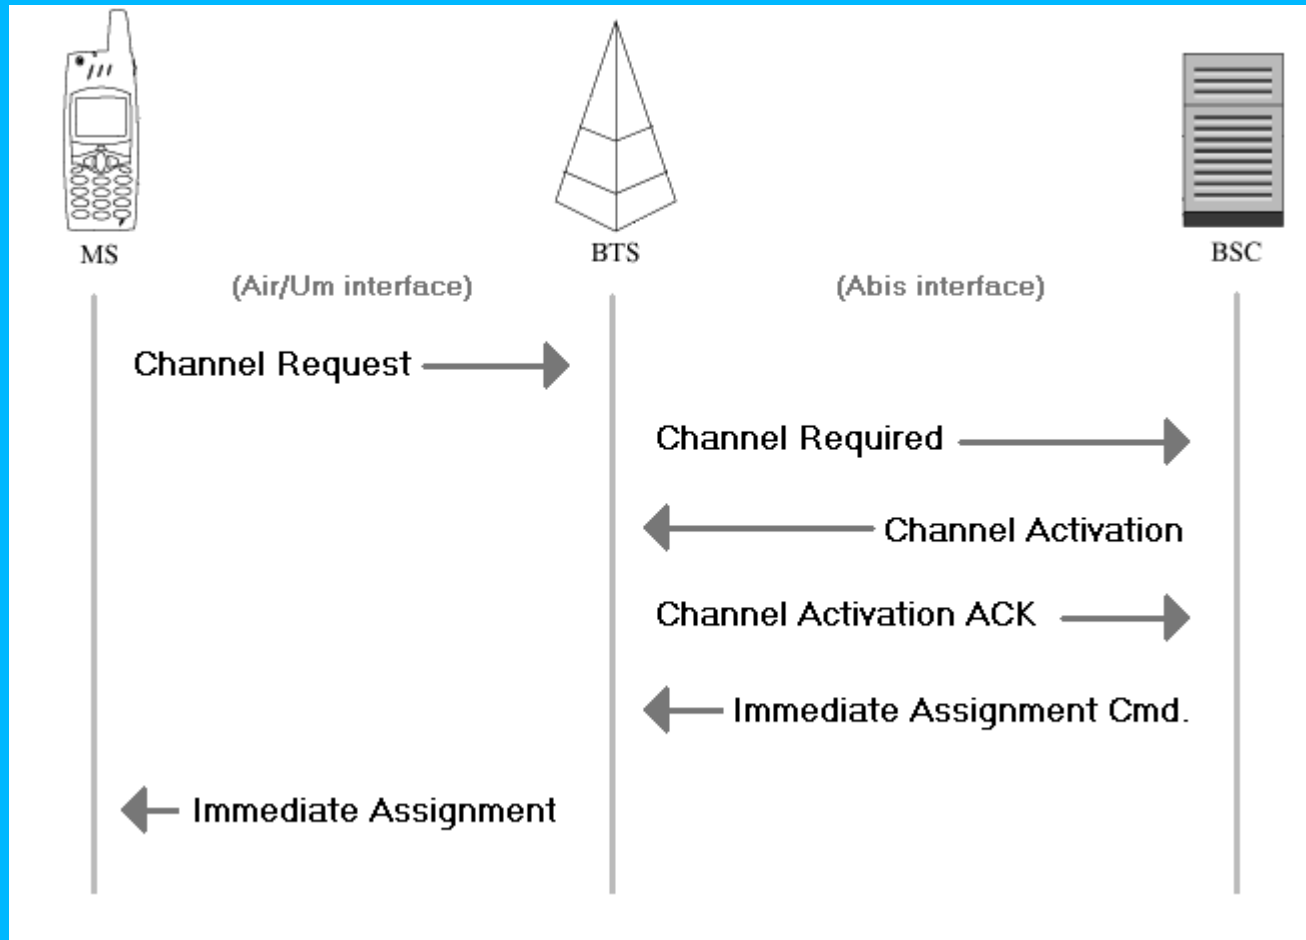 MS
BTS
BSC
(Air/Um interface)
(Abis interface)
Channel Request
Channel Required
Channel Activation
Channel Activation ACK
Immediate Assignment Cmd.
Immediate Assignment